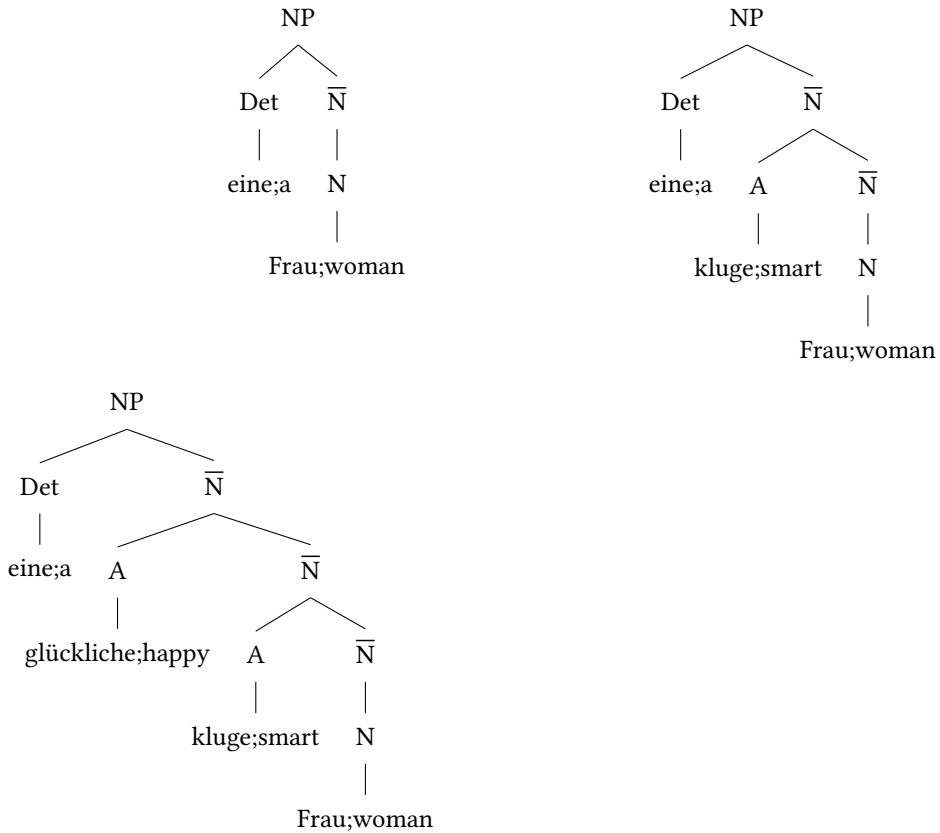 NP NP
Det N̅ Det N̅
eine;a N eine;a A N̅
Frau;woman kluge;smart N
Frau;woman
NP
Det N̅
eine;a A N̅
glückliche;happy A N̅
kluge;smart N
Frau;woman